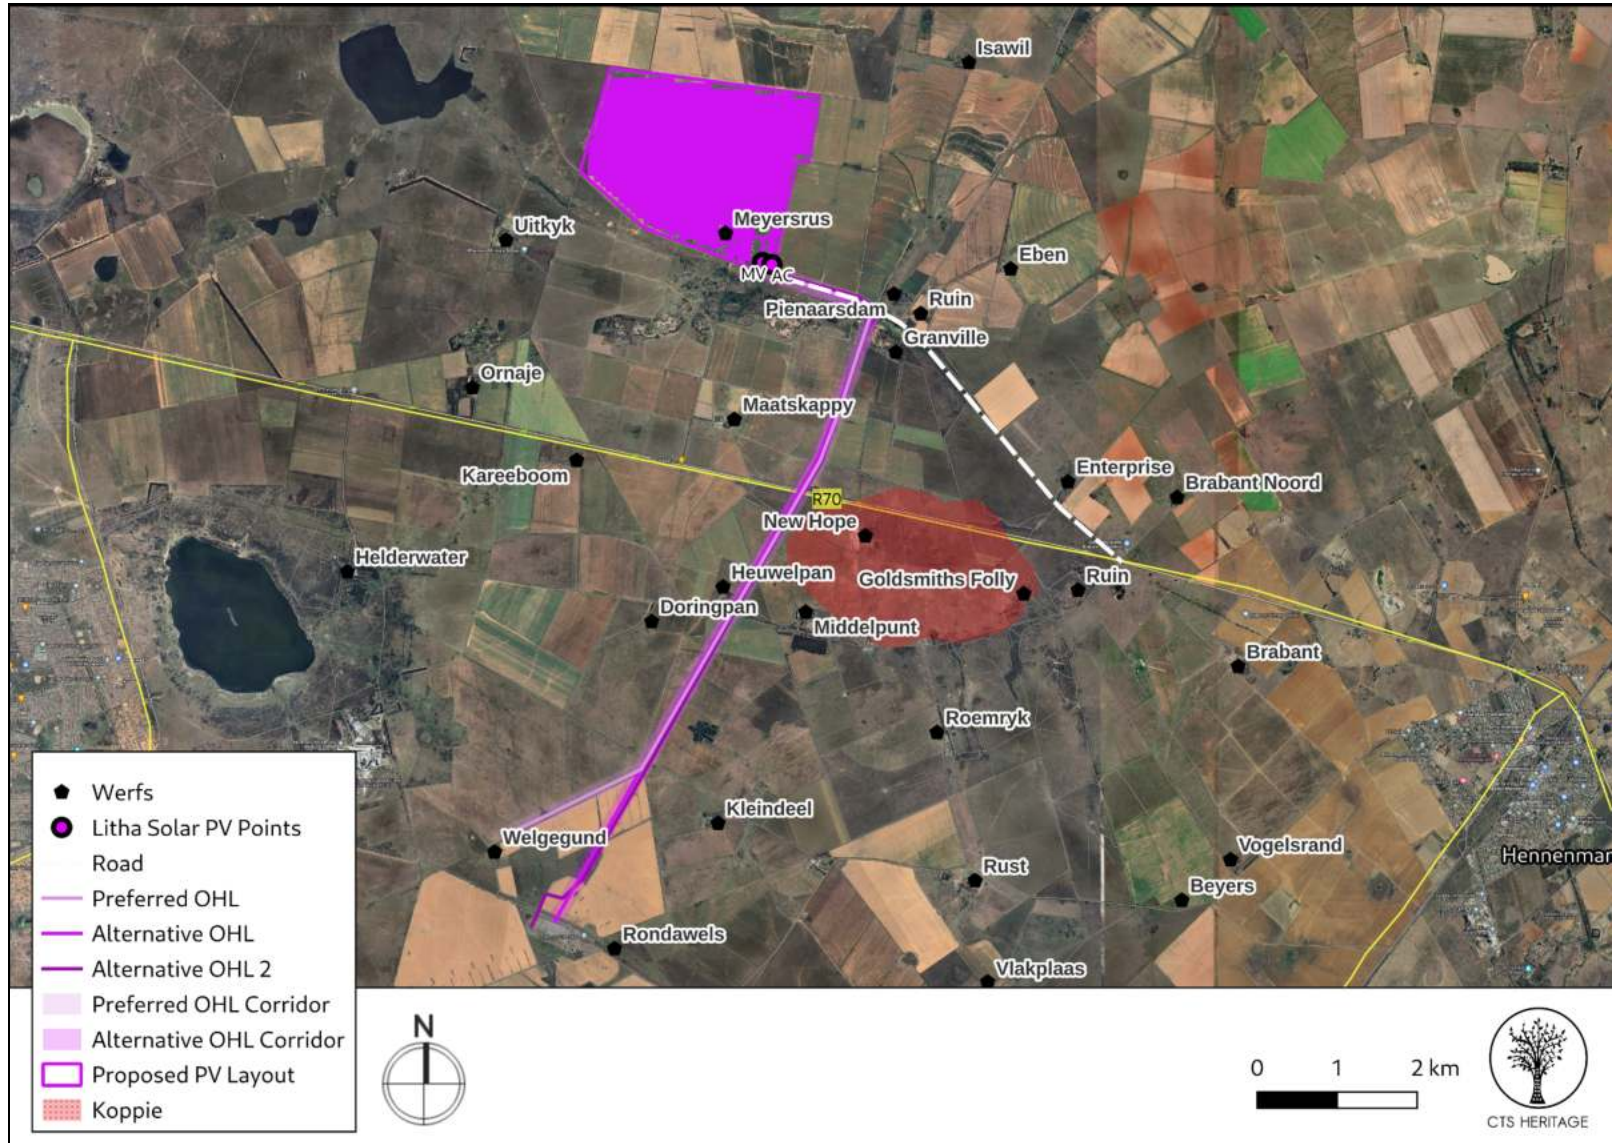 Isawil
Meyersrus
Uitkyk
Eben
MV AC
Ruin
Pienaarsdam
Granville
Ornaje
Maatskappy
Enterprise
Kareeboom
Brabant Noord
R70
New Hope
Helderwater
Heuwelpan
Goldsmiths Folly
Ruin
Doringpan
Middelpunt
Brabant
Roemryk
Kleindeel
Welgegund
Vogelsrand
Hennenman
Rust
Beyers
Rondawels
Vlakplaas
Werfs
Litha Solar PV Points
Road
Preferred OHL
Alternative OHL
Alternative OHL 2
Preferred OHL Corridor
Alternative OHL Corridor
Proposed PV Layout
Koppie
N
0 1 2 km
CTS HERITAGE